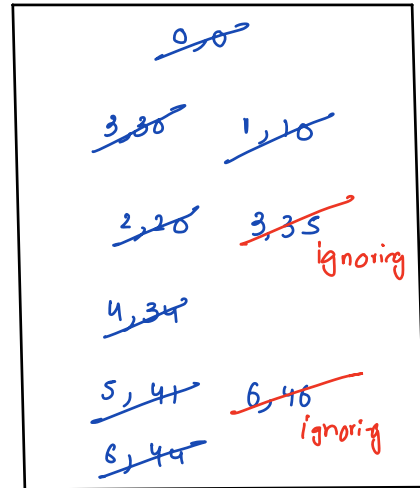 0, 0
3, 30 1, 10
2, 20 3, 35
ignoring
4, 34
5, 41 6, 46
ignorig
6, 44